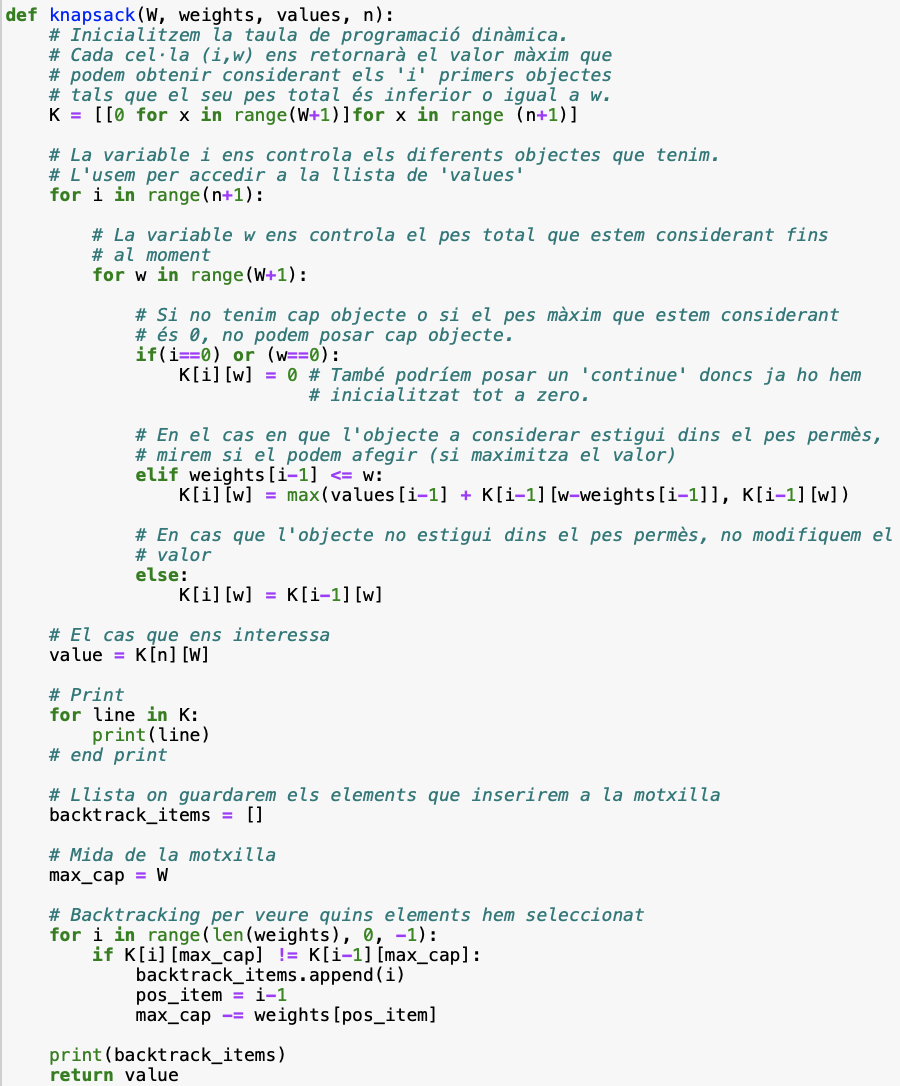 def knapsack(W, weights, values, n):
    # Inicialitzem la taula de programació dinàmica.
    # Cada cel·la (i,w) ens retornarà el valor màxim que
    # podem obtenir considerant els 'i' primers objectes
    # tals que el seu pes total és inferior o igual a w.
    K = [[0 for x in range(W+1)]for x in range (n+1)]

    # La variable i ens controla els diferents objectes que tenim.
    # L'usem per accedir a la llista de 'values'
    for i in range(n+1):

        # La variable w ens controla el pes total que estem considerant fins
        # al moment
        for w in range(W+1):

            # Si no tenim cap objecte o si el pes màxim que estem considerant
            # és 0, no podem posar cap objecte.
            if(i==0) or (w==0):
                K[i][w] = 0 # També podríem posar un 'continue' doncs ja ho hem
                            # inicialitzat tot a zero.

            # En el cas en que l'objecte a considerar estigui dins el pes permès,
            # mirem si el podem afegir (si maximitza el valor)
            elif weights[i-1] <= w:
                K[i][w] = max(values[i-1] + K[i-1][w-weights[i-1]], K[i-1][w])

            # En cas que l'objecte no estigui dins el pes permès, no modifiquem el
            # valor
            else:
                K[i][w] = K[i-1][w]

    # El cas que ens interessa
    value = K[n][W]

    # Print
    for line in K:
        print(line)
    # end print

    # Llista on guardarem els elements que inserirem a la motxilla
    backtrack_items = []

    # Mida de la motxilla
    max_cap = W

    # Backtracking per veure quins elements hem seleccionat
    for i in range(len(weights), 0, -1):
        if K[i][max_cap] != K[i-1][max_cap]:
            backtrack_items.append(i)
            pos_item = i-1
            max_cap -= weights[pos_item]

    print(backtrack_items)
    return value